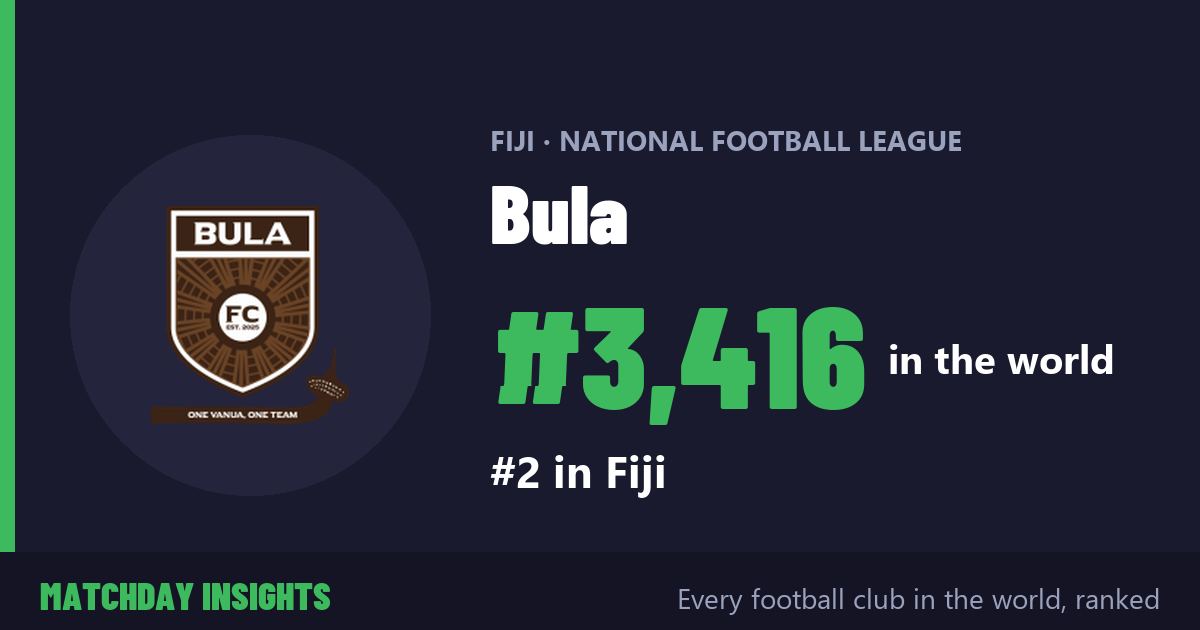 BULA
FC
EST. 2025
ONE VANUA, ONE TEAM
FIJI · NATIONAL FOOTBALL LEAGUE
Bula
#3,416 in the world
#2 in Fiji
MATCHDAY INSIGHTS
Every football club in the world, ranked